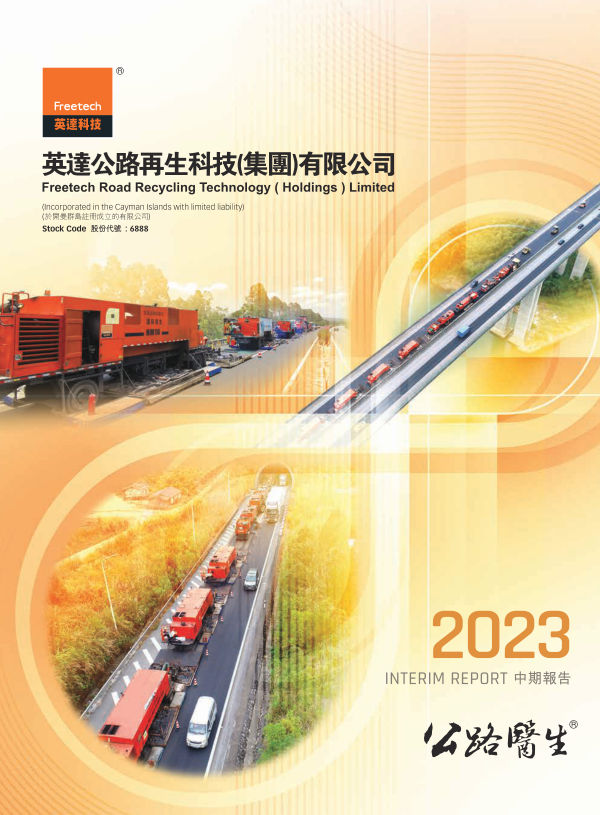 ®
Freetech
英達科技
英達公路再生科技(集團)有限公司
Freetech Road Recycling Technology ( Holdings ) Limited
(Incorporated in the Cayman Islands with limited liability)
(於開曼群島註冊成立的有限公司)
Stock Code 股份代號 : 6888
2023
INTERIM REPORT 中期報告
公路醫生®